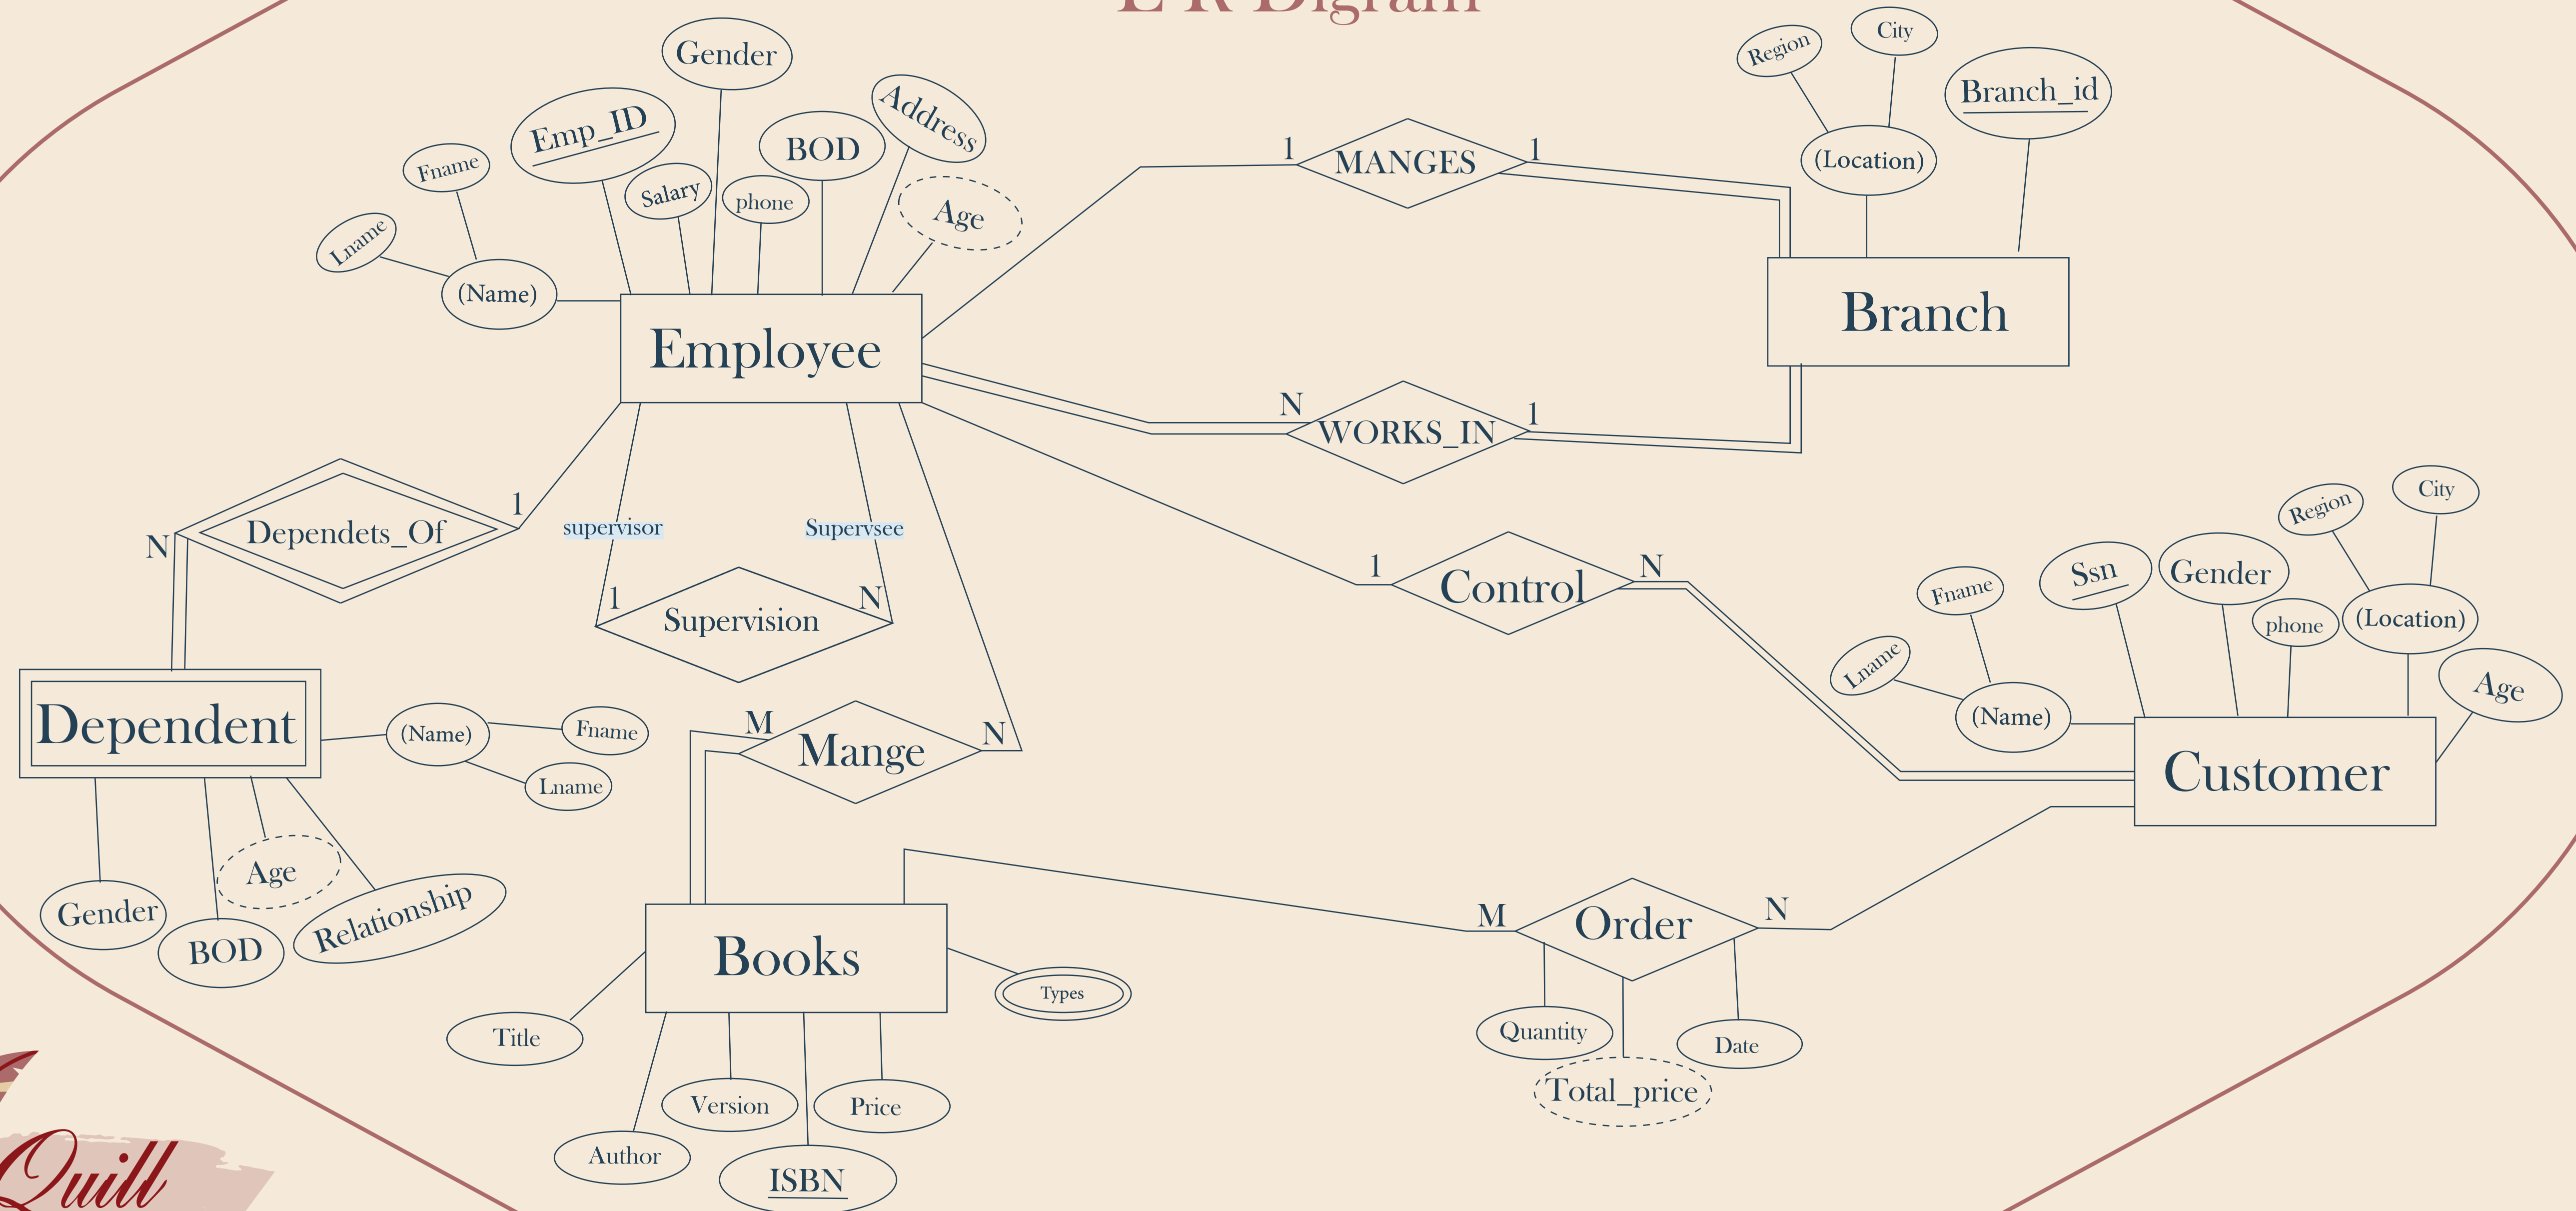 E R Digram
Gender
Emp_ID
Address
BOD
Fname
Salary
phone
Age
Lname
(Name)
Employee
1
MANGES
1
Region
City
Branch_id
(Location)
Branch
N
WORKS_IN
1
Dependets_Of
1
N
supervisor
Supervsee
1
N
Supervision
1
Control
N
Region
City
Ssn
Gender
Fname
phone
(Location)
Lname
(Name)
Age
Customer
Dependent
(Name)
Fname
Lname
Gender
BOD
Age
Relationship
M
Mange
N
Books
Title
Author
Version
ISBN
Price
Types
M
Order
N
Quantity
Total_price
Date
Quill